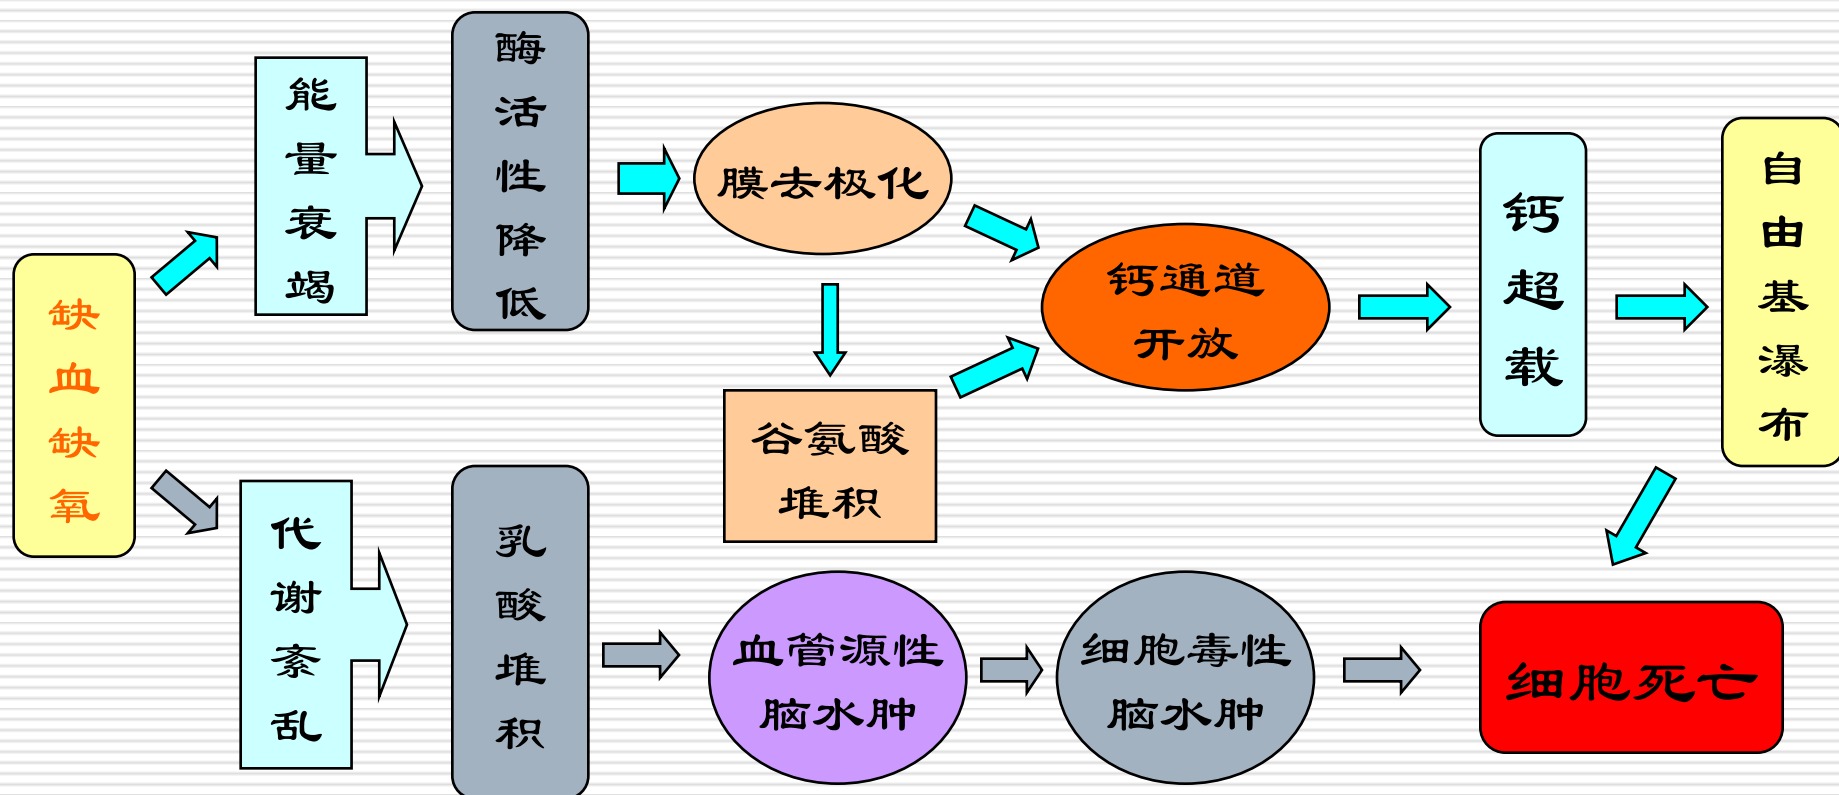 缺血缺氧
能量衰竭
酶活性降低
膜去极化
谷氨酸
堆积
钙通道
开放
钙超载
自由基瀑布
代谢紊乱
乳酸堆积
血管源性
脑水肿
细胞毒性
脑水肿
细胞死亡